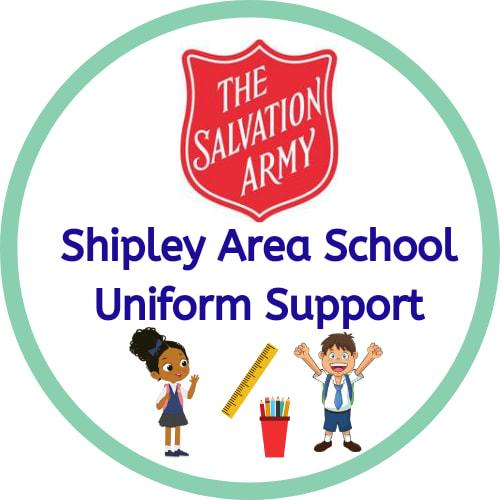 THE
SALVATION
ARMY
Shipley Area School
Uniform Support